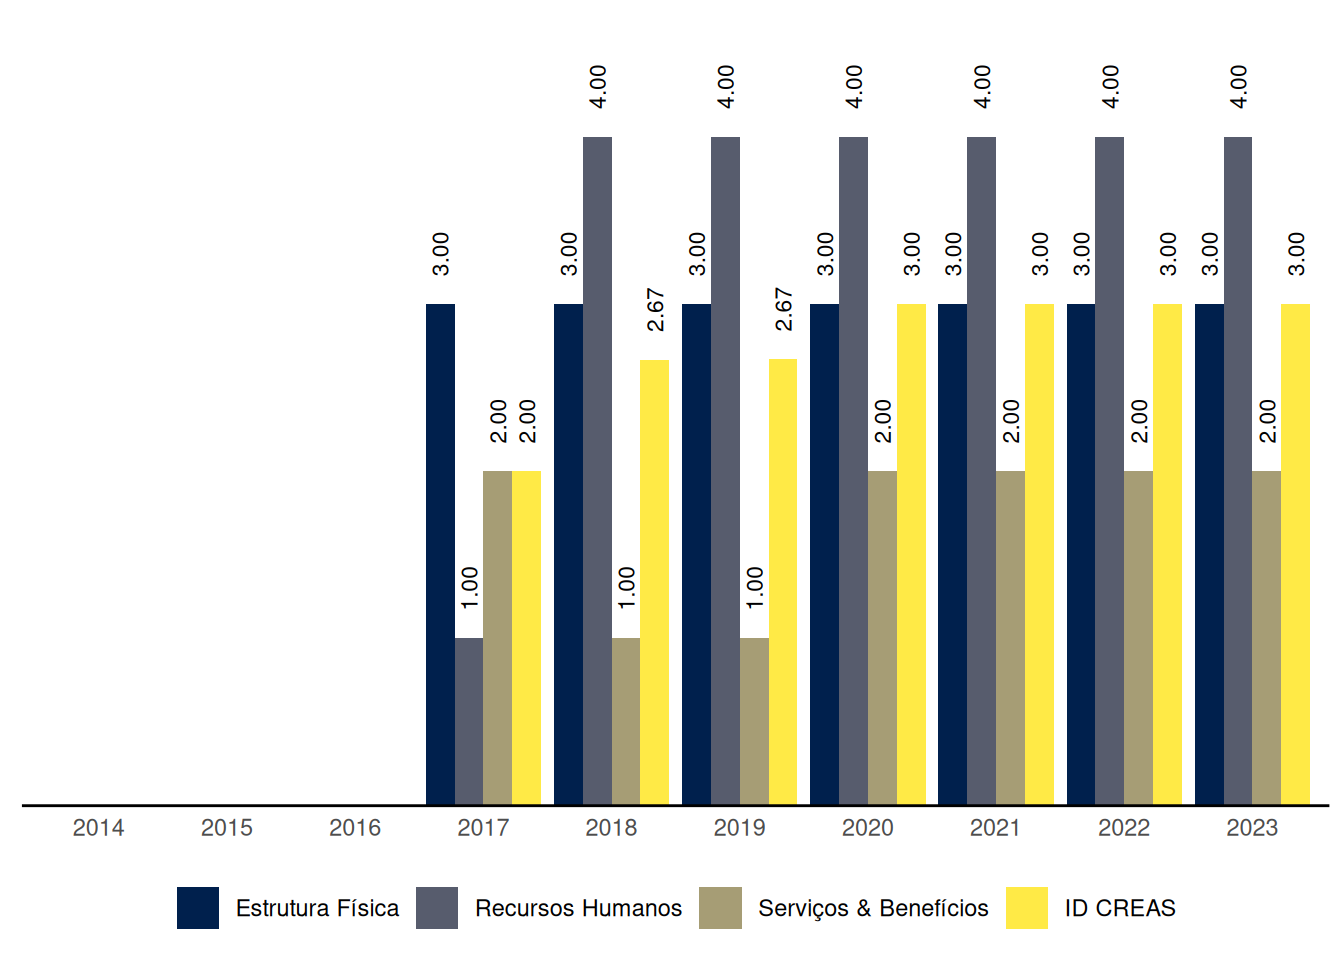 4.00 4.00 4.00 4.00 4.00 4.00
3.00 3.00 3.00 3.00 3.00 3.00 3.00 3.00 3.00 3.00 3.00
2.67 2.67
2.00 2.00 2.00 2.00 2.00 2.00
1.00 1.00 1.00
2014 2015 2016 2017 2018 2019 2020 2021 2022 2023
Estrutura Física Recursos Humanos Serviços & Benefícios ID CREAS